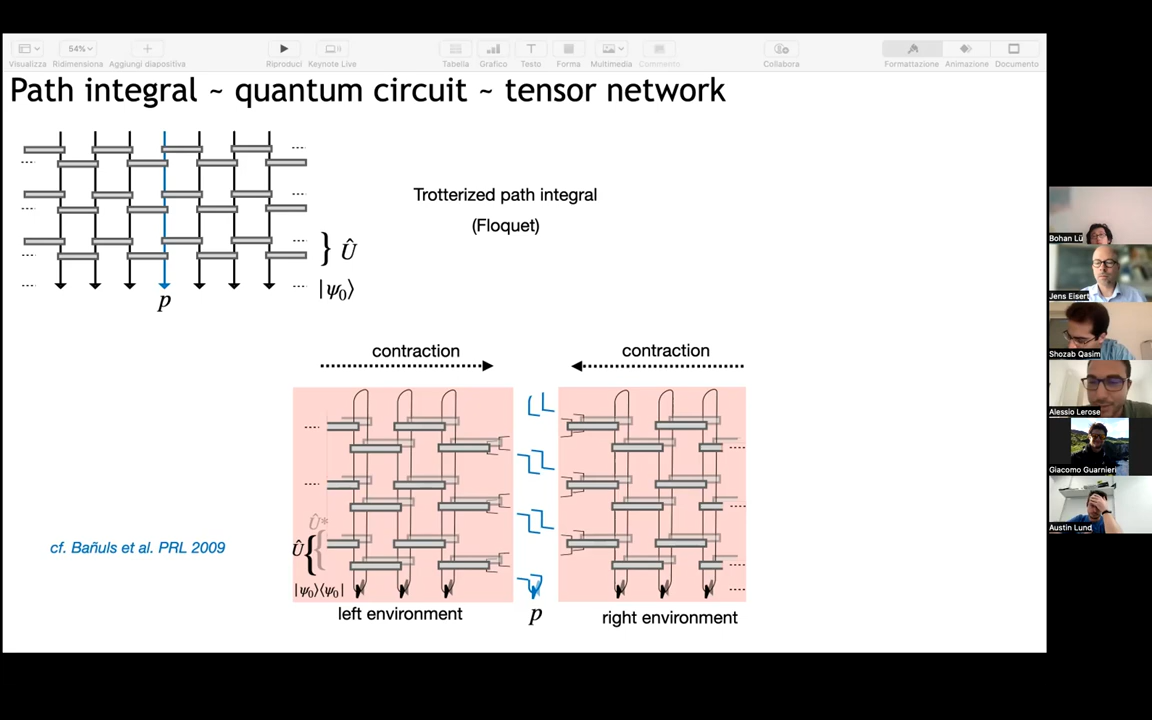 54%
Visualizza
Ridimensiona
Aggiungi diapositiva
Riproduci
Keynote Live
Tabella
Grafico
Testo
Forma
Multimedia
Commento
Collabora
Formattazione
Animazione
Documento
Path integral ~ quantum circuit ~ tensor network
Trotterized path integral
(Floquet)
} Û
|ψ₀⟩
p
contraction
contraction
Û*
Û {
|ψ₀⟩⟨ψ₀|
cf. Bañuls et al. PRL 2009
left environment
p
right environment
Bohan Lü
Jens Eisert
Shozab Qasim
Alessio Lerose
Giacomo Guarnieri
Austin Lund